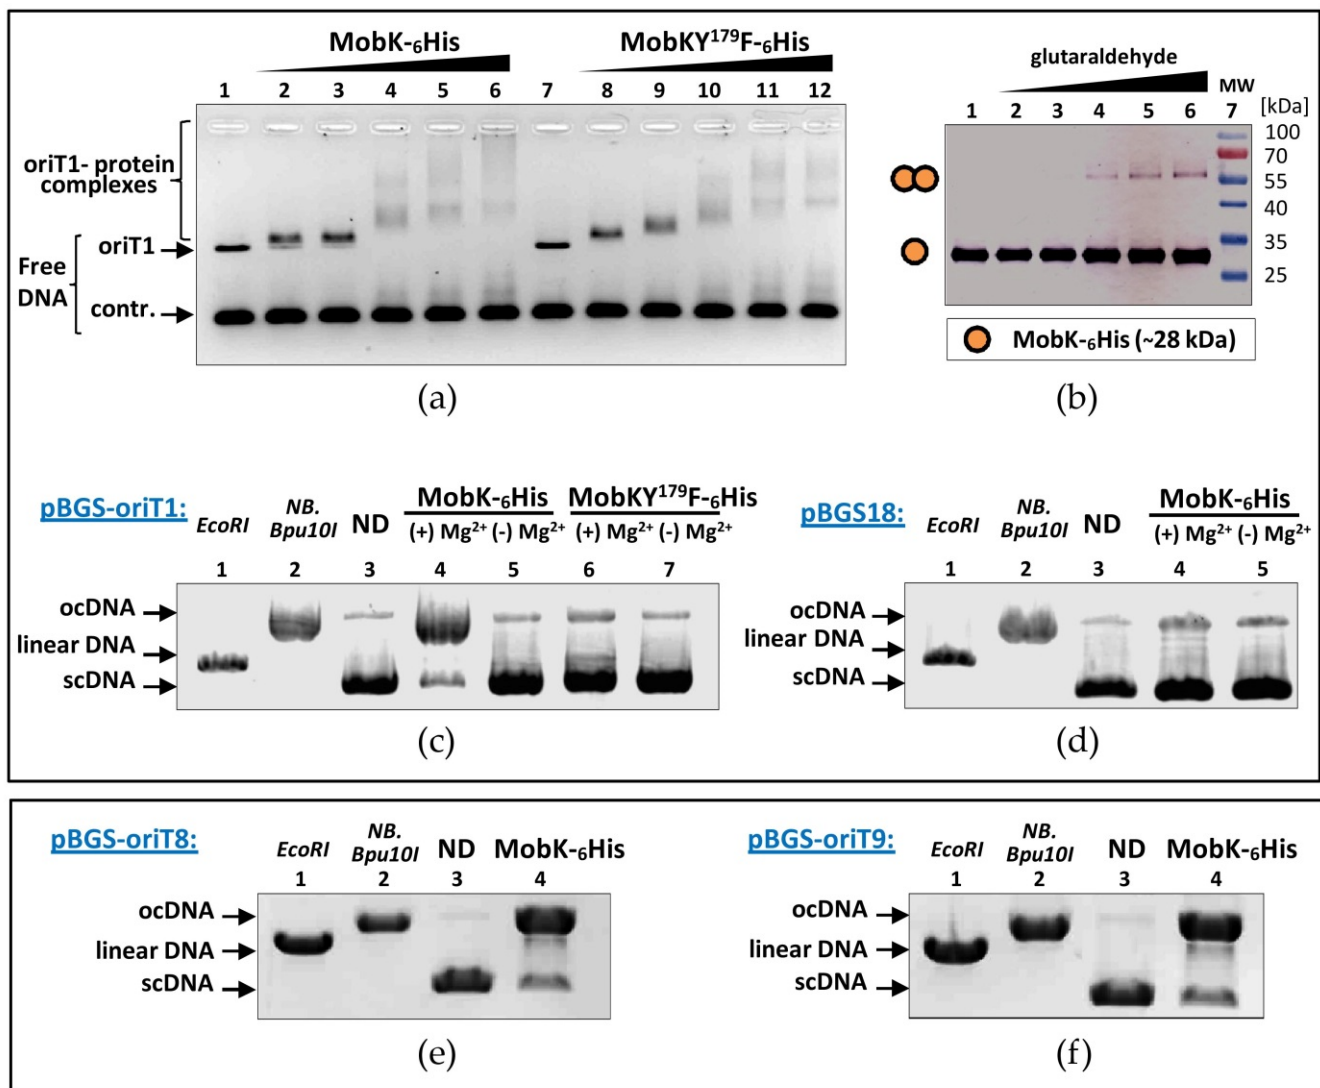 MobK-₆His MobKY¹⁷⁹F-₆His
1 2 3 4 5 6 7 8 9 10 11 12
oriT1- protein
complexes
oriT1
Free
DNA
contr.
(a)
glutaraldehyde
MW
1 2 3 4 5 6 7 [kDa]
100
70
55
40
35
25
MobK-₆His (~28 kDa)
(b)
pBGS-oriT1:
EcoRI NB. Bpu10I ND MobK-₆His MobKY¹⁷⁹F-₆His
(+) Mg²⁺ (-) Mg²⁺ (+) Mg²⁺ (-) Mg²⁺
1 2 3 4 5 6 7
ocDNA
linear DNA
scDNA
(c)
pBGS18:
EcoRI NB. Bpu10I ND MobK-₆His
(+) Mg²⁺ (-) Mg²⁺
1 2 3 4 5
ocDNA
linear DNA
scDNA
(d)
pBGS-oriT8:
EcoRI NB. Bpu10I ND MobK-₆His
1 2 3 4
ocDNA
linear DNA
scDNA
(e)
pBGS-oriT9:
EcoRI NB. Bpu10I ND MobK-₆His
1 2 3 4
ocDNA
linear DNA
scDNA
(f)